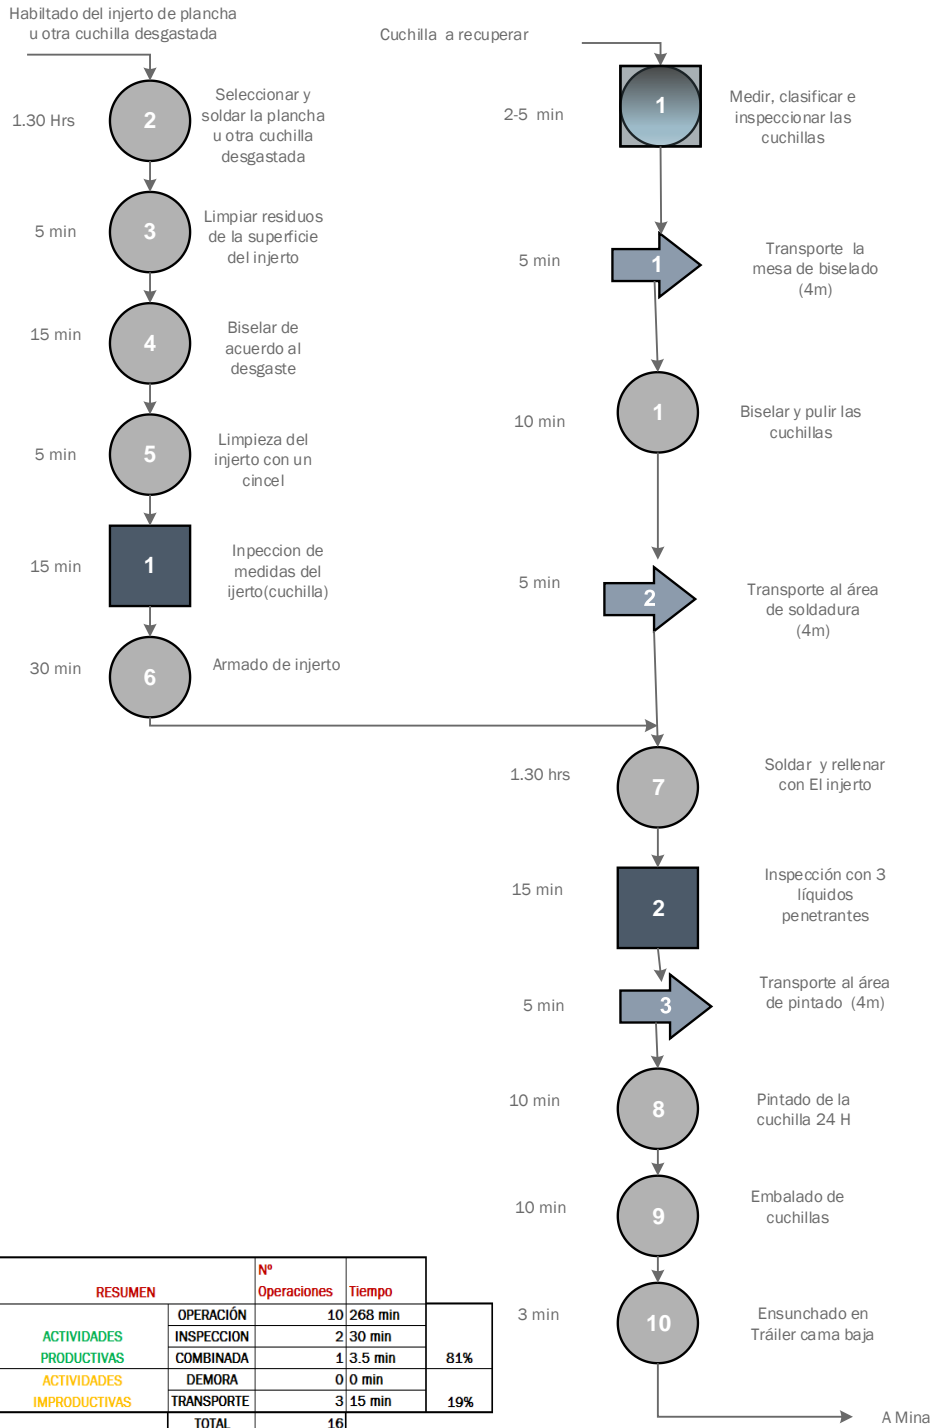 Habiltado del injerto de plancha
u otra cuchilla desgastada
1.30 Hrs
2
Seleccionar y
soldar la plancha
u otra cuchilla
desgastada
5 min
3
Limpiar residuos
de la superficie
del injerto
15 min
4
Biselar de
acuerdo al
desgaste
5 min
5
Limpieza del
injerto con un
cincel
15 min
1
Inpeccion de
medidas del
ijerto(cuchilla)
30 min
6
Armado de injerto
Cuchilla a recuperar
2-5 min
1
Medir, clasificar e
inspeccionar las
cuchillas
5 min
1
Transporte la
mesa de biselado
(4m)
10 min
1
Biselar y pulir las
cuchillas
5 min
2
Transporte al área
de soldadura
(4m)
1.30 hrs
7
Soldar y rellenar
con El injerto
15 min
2
Inspección con 3
líquidos
penetrantes
5 min
3
Transporte al área
de pintado (4m)
10 min
8
Pintado de la
cuchilla 24 H
10 min
9
Embalado de
cuchillas
3 min
10
Ensunchado en
Tráiler cama baja
A Mina
RESUMEN
Nº
Operaciones
Tiempo
ACTIVIDADES
PRODUCTIVAS
OPERACIÓN 10 268 min
INSPECCION 2 30 min
COMBINADA 1 3.5 min
81%
ACTIVIDADES
IMPRODUCTIVAS
DEMORA 0 0 min
TRANSPORTE 3 15 min
19%
TOTAL 16